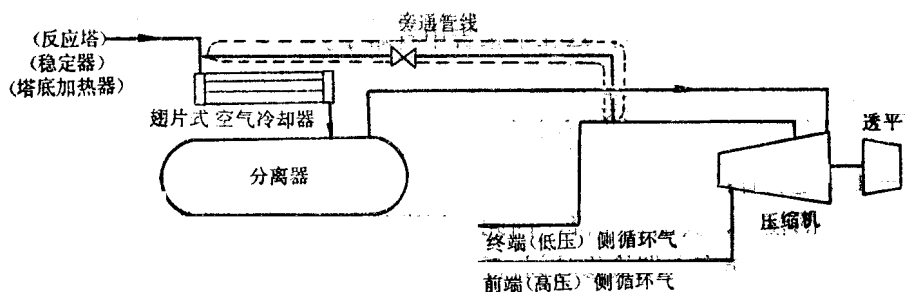 旁通管线
(反应塔)
(稳定器)
(塔底加热器)
翅片式 空气冷却器
透平
分离器
压缩机
终端(低压) 侧循环气
前端(高压) 侧循环气